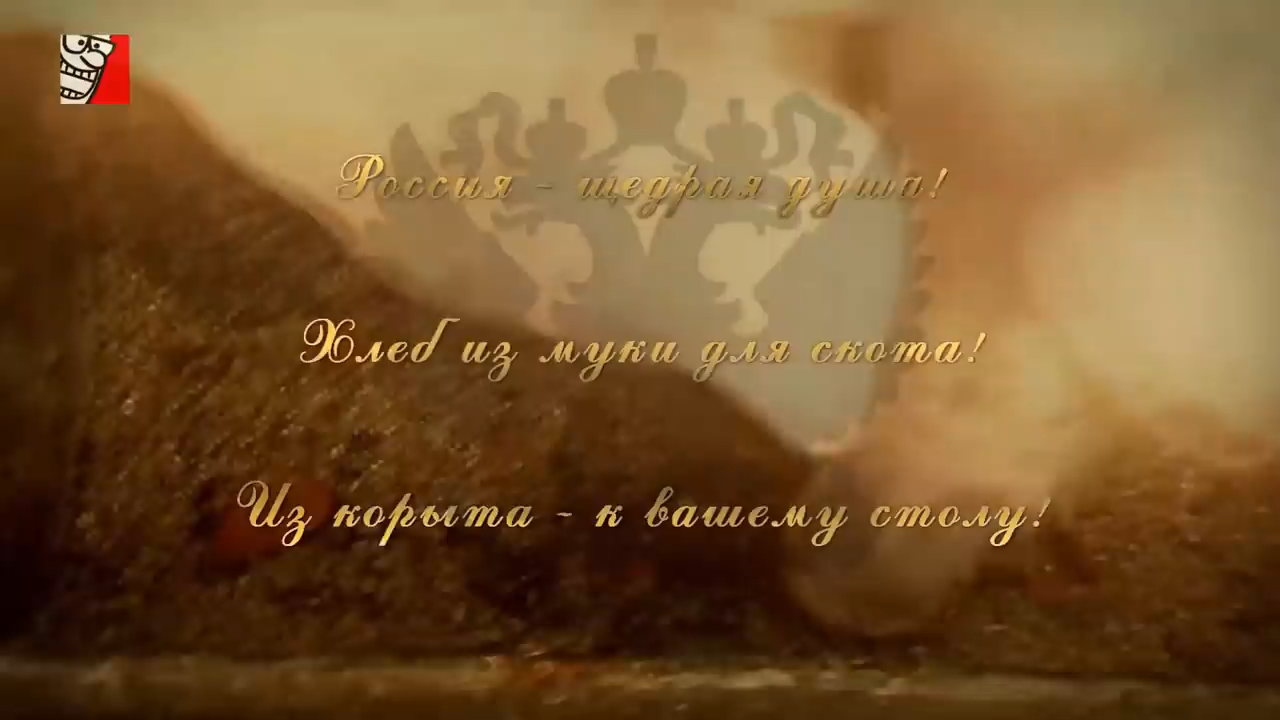 Россия - щедрая душа!
Хлеб из муки для скота!
Из корыта - к вашему столу!